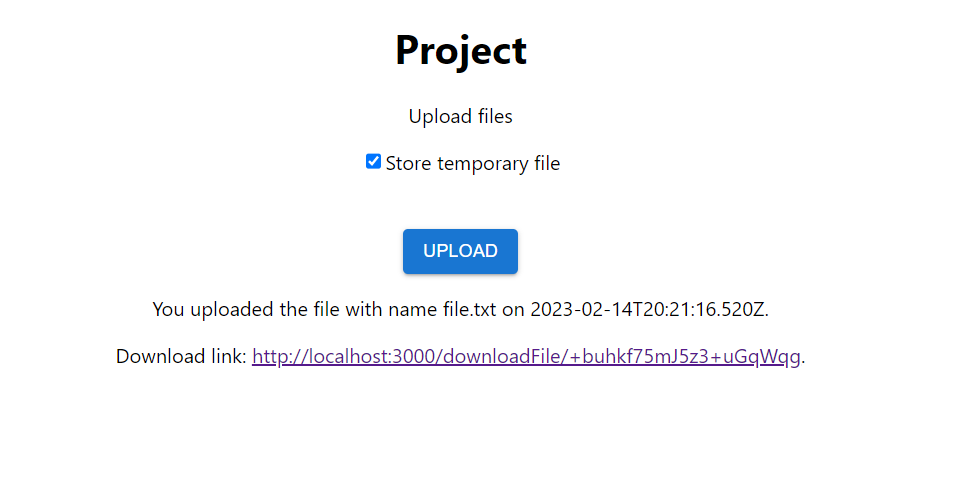 Project
Upload files
Store temporary file
UPLOAD
You uploaded the file with name file.txt on 2023-02-14T20:21:16.520Z.
Download link: http://localhost:3000/downloadFile/+buhkf75mJ5z3+uGqWqg.